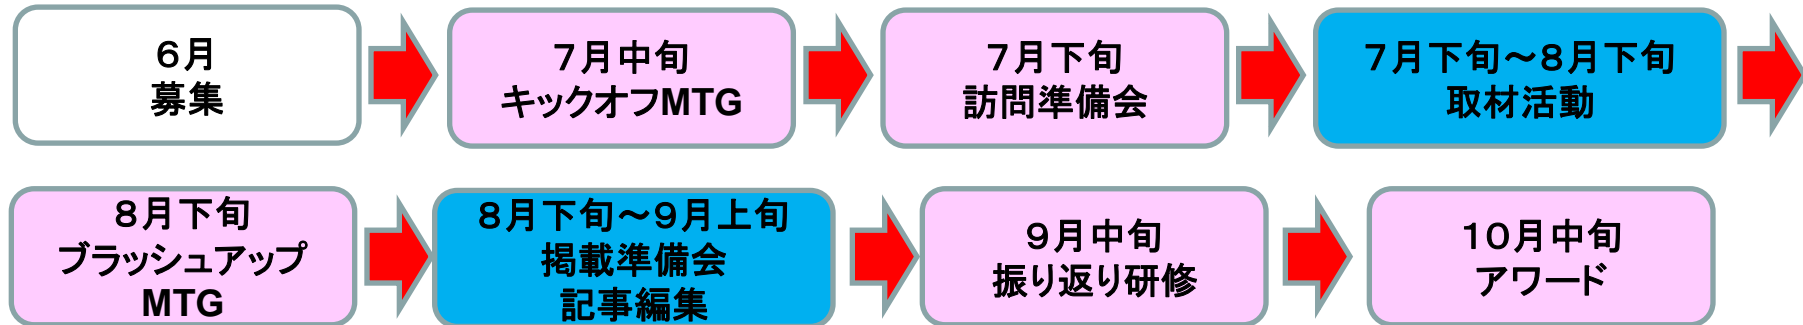 ６月
募集
７月中旬
キックオフMTG
７月下旬
訪問準備会
７月下旬～８月下旬
取材活動
８月下旬
ブラッシュアップ
MTG
８月下旬～９月上旬
掲載準備会
記事編集
９月中旬
振り返り研修
１０月中旬
アワード